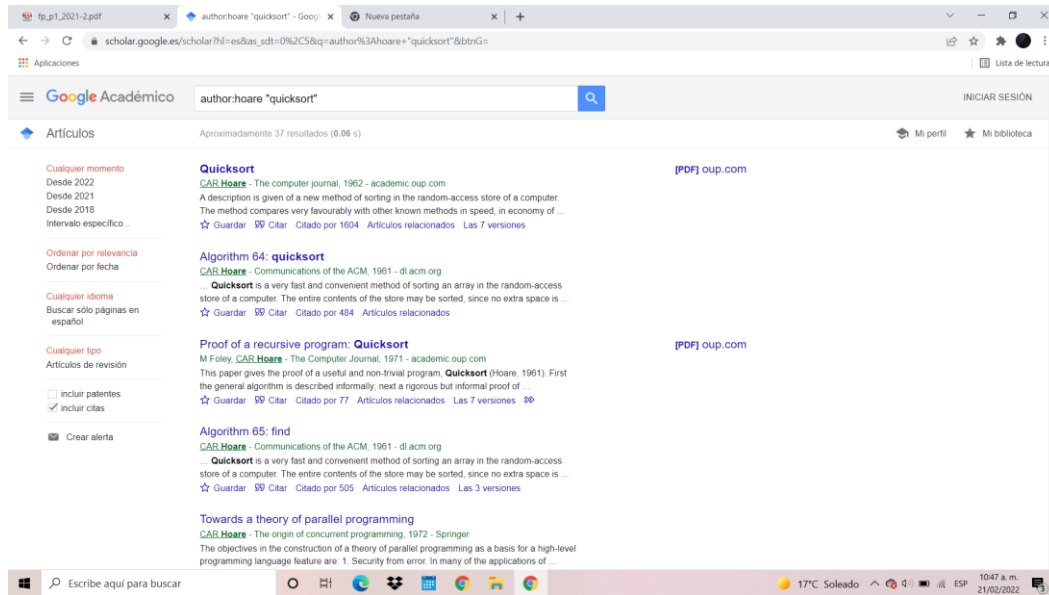 fp_p1_2021-2.pdf
author:hoare "quicksort" - Googl
Nueva pestaña
scholar.google.es/scholar?hl=es&as_sdt=0%2C5&q=author%3Ahoare+"quicksort"&btnG=
Aplicaciones
Lista de lectura
Google Académico
author:hoare "quicksort"
INICIAR SESIÓN
Artículos
Aproximadamente 37 resultados (0.06 s)
Mi perfil
Mi biblioteca
Cualquier momento
Desde 2022
Desde 2021
Desde 2018
Intervalo específico...
Ordenar por relevancia
Ordenar por fecha
Cualquier idioma
Buscar sólo páginas en
español
Cualquier tipo
Artículos de revisión
incluir patentes
incluir citas
Crear alerta
Quicksort
[PDF] oup.com
CAR Hoare - The computer journal, 1962 - academic.oup.com
A description is given of a new method of sorting in the random-access store of a computer.
The method compares very favourably with other known methods in speed, in economy of ...
Guardar Citar Citado por 1604 Artículos relacionados Las 7 versiones
Algorithm 64: quicksort
CAR Hoare - Communications of the ACM, 1961 - dl.acm.org
... Quicksort is a very fast and convenient method of sorting an array in the random-access
store of a computer. The entire contents of the store may be sorted, since no extra space is ...
Guardar Citar Citado por 484 Artículos relacionados
Proof of a recursive program: Quicksort
[PDF] oup.com
M Foley, CAR Hoare - The Computer Journal, 1971 - academic.oup.com
This paper gives the proof of a useful and non-trivial program, Quicksort (Hoare, 1961). First
the general algorithm is described informally; next a rigorous but informal proof of ...
Guardar Citar Citado por 77 Artículos relacionados Las 7 versiones
Algorithm 65: find
CAR Hoare - Communications of the ACM, 1961 - dl.acm.org
... Quicksort is a very fast and convenient method of sorting an array in the random-access
store of a computer. The entire contents of the store may be sorted, since no extra space is ...
Guardar Citar Citado por 505 Artículos relacionados Las 3 versiones
Towards a theory of parallel programming
CAR Hoare - The origin of concurrent programming, 1972 - Springer
The objectives in the construction of a theory of parallel programming as a basis for a high-level
programming language feature are: 1. Security from error. In many of the applications of ...
Escribe aquí para buscar
17°C Soleado
ESP
10:47 a. m.
21/02/2022
3